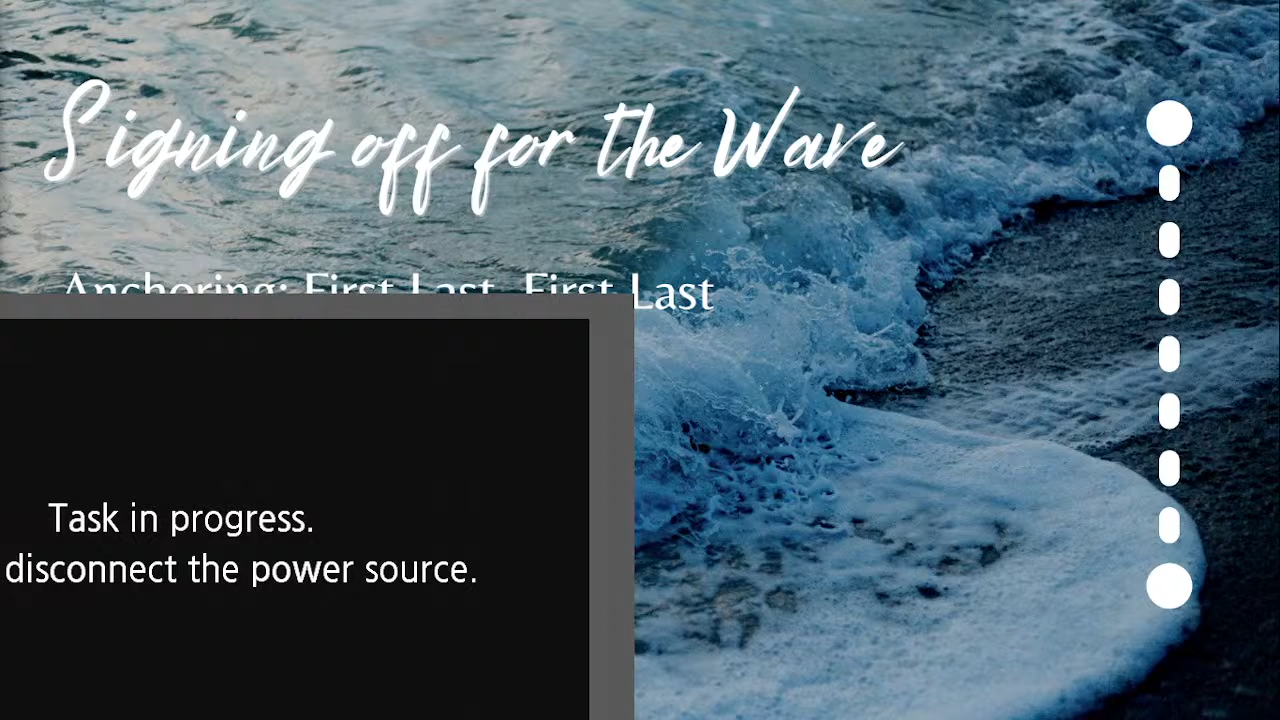 Signing off for the Wave
Anchoring: First Last, First Last
Task in progress.
disconnect the power source.